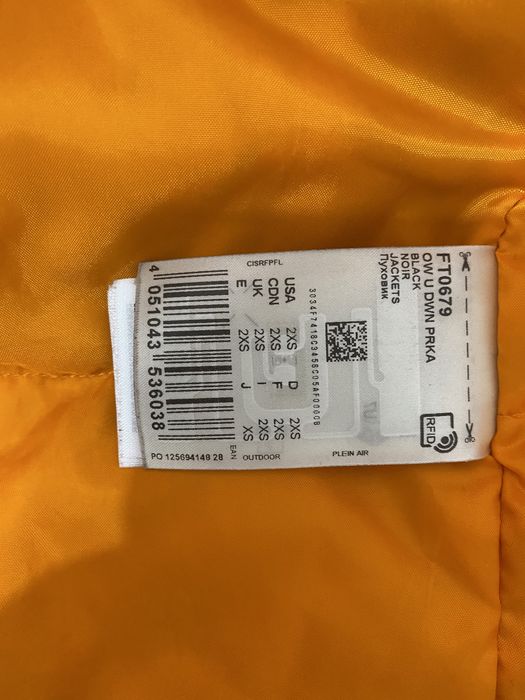 FT0679
OW U DWN PRKA
BLACK
NOIR
JACKETS
Пуховик
RFID
3034F7418C9458C05AF0000B
USA 2XS D 2XS
CDN 2XS F 2XS
UK 2XS I 2XS
E 2XS J XS
CISRFPFL
4 051043 536038
EAN
PO 125694149 28
OUTDOOR
PLEIN AIR